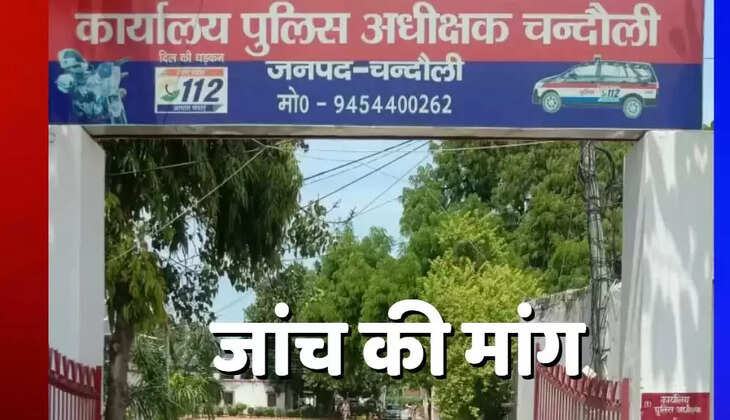 कार्यालय पुलिस अधीक्षक चन्दौली
दिल की धड़कन
112
जनपद-चन्दौली
112
मो0 - 9454400262
जांच की मांग
कार्यालय
पुलिस अधीक्षक